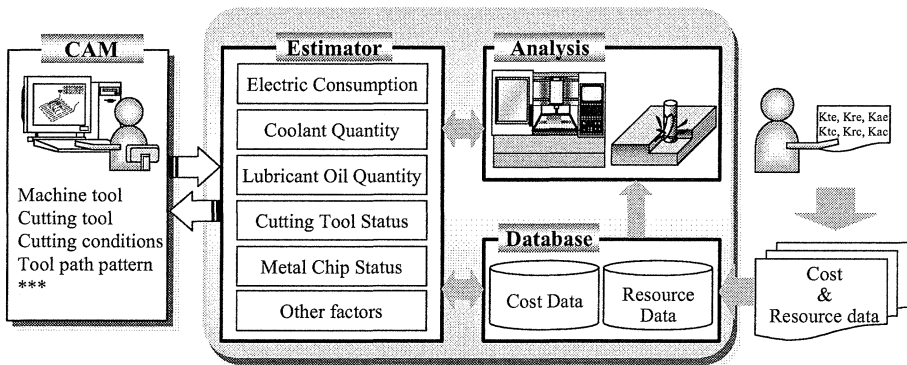 CAM
Machine tool
Cutting tool
Cutting conditions
Tool path pattern
***
Estimator
Electric Consumption
Coolant Quantity
Lubricant Oil Quantity
Cutting Tool Status
Metal Chip Status
Other factors
Analysis
Database
Cost Data
Resource
Data
Kte, Kre, Kae
Ktc, Krc, Kac
Cost
&
Resource data